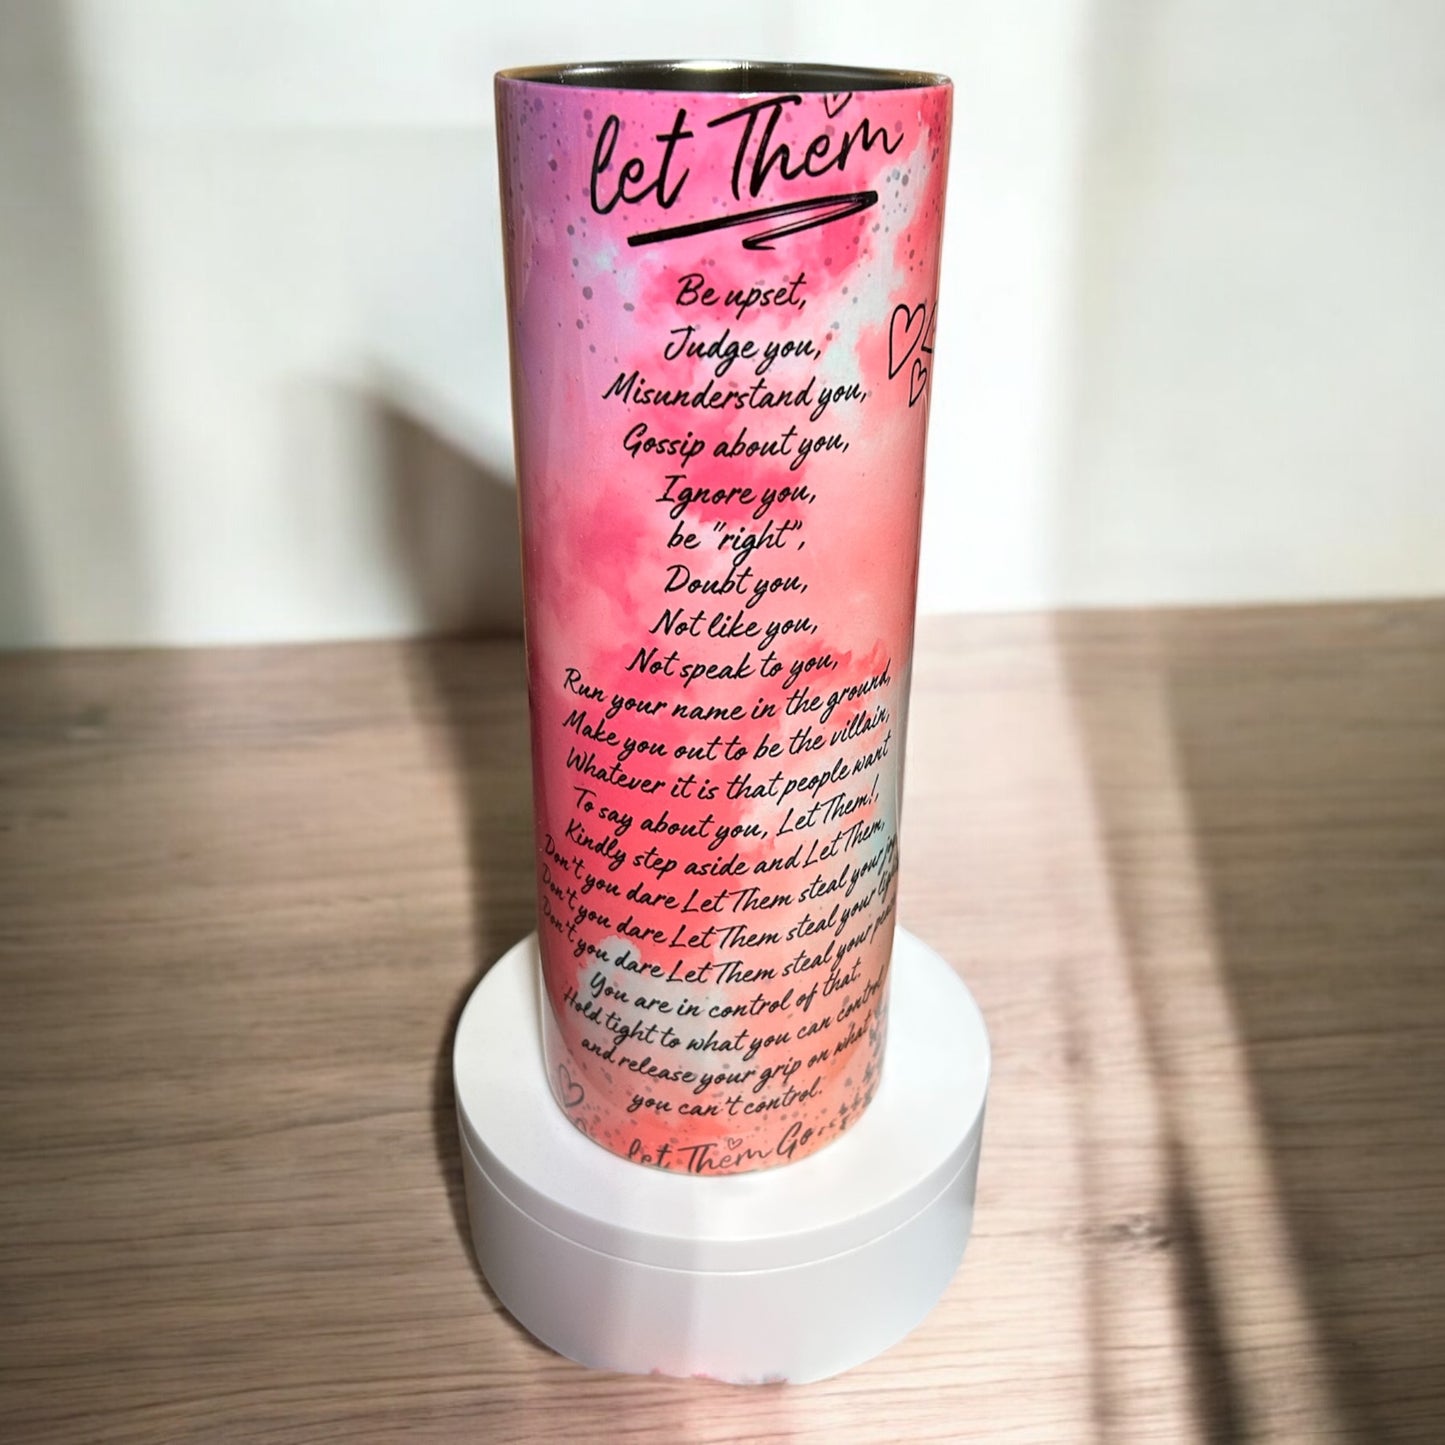 let Them
Be upset,
Judge you,
Misunderstand you,
Gossip about you,
Ignore you,
be "right",
Doubt you,
Not like you,
Not speak to you,
Run your name in the ground,
Make you out to be the villain,
Whatever it is that people want
To say about you, Let Them!,
Kindly step aside and Let Them,
Don't you dare Let Them steal your
Don't you dare Let Them steal your
Don't you dare Let Them steal your
You are in control of that.
Hold tight to what you can control
and release your grip on what
you can't control.
let Them